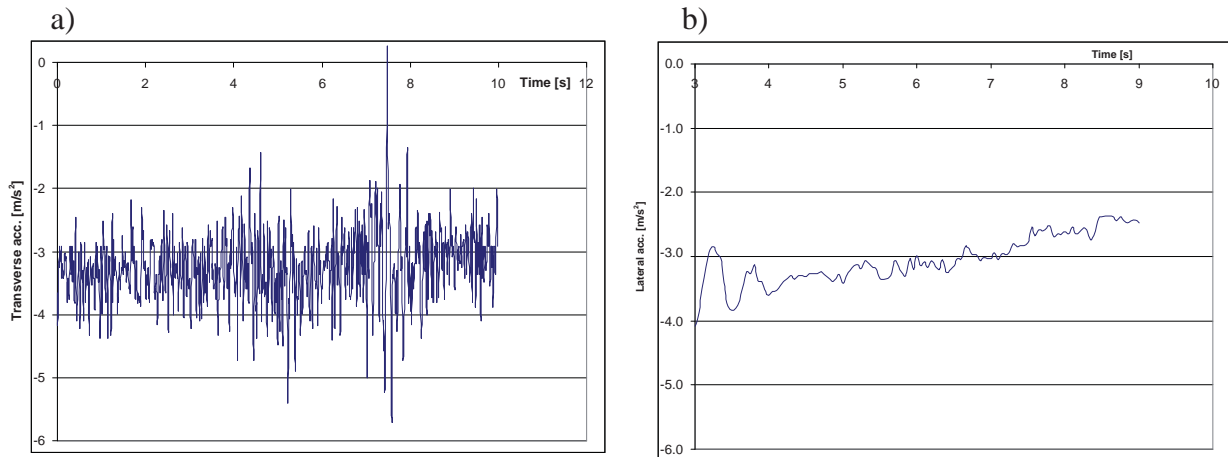 a)
0
0 2 4 6 8 10 12
Time [s]
-1
-2
-3
-4
-5
-6
Transverse acc. [m/s²]
b)
Time [s]
0.0
3 4 5 6 7 8 9 10
-1.0
-2.0
-3.0
-4.0
-5.0
-6.0
Lateral acc. [m/s²]